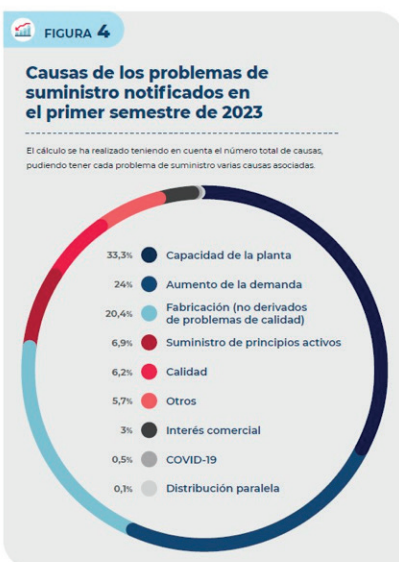 FIGURA 4
Causas de los problemas de
suministro notificados en
el primer semestre de 2023
El cálculo se ha realizado teniendo en cuenta el número total de causas,
pudiendo tener cada problema de suministro varias causas asociadas.
33,3% Capacidad de la planta
24% Aumento de la demanda
20,4% Fabricación (no derivados
de problemas de calidad)
6,9% Suministro de principios activos
6,2% Calidad
5,7% Otros
3% Interés comercial
0,5% COVID-19
0,1% Distribución paralela